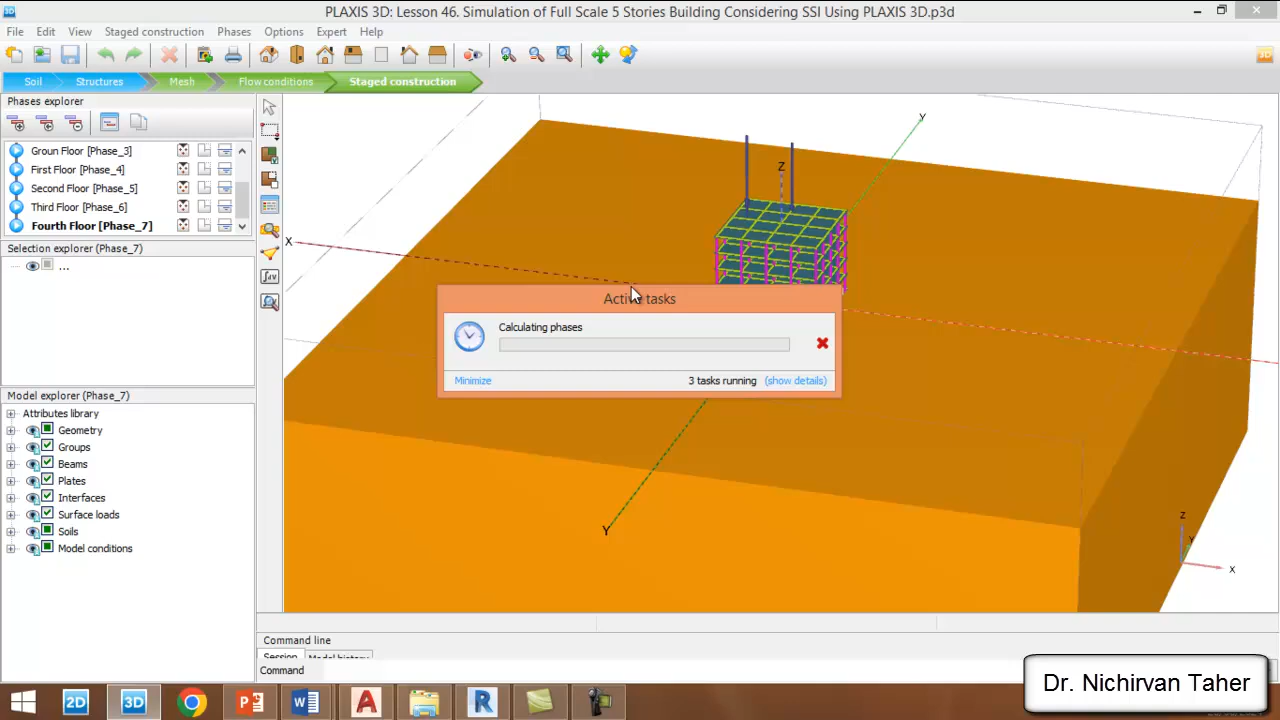 PLAXIS 3D: Lesson 46. Simulation of Full Scale 5 Stories Building Considering SSI Using PLAXIS 3D.p3d
File Edit View Staged construction Phases Options Expert Help
Soil Structures Mesh Flow conditions Staged construction
Phases explorer
Groun Floor [Phase_3]
First Floor [Phase_4]
Second Floor [Phase_5]
Third Floor [Phase_6]
Fourth Floor [Phase_7]
Selection explorer (Phase_7)
...
Model explorer (Phase_7)
Attributes library
Geometry
Groups
Beams
Plates
Interfaces
Surface loads
Soils
Model conditions
Y
Z
X
Active tasks
Calculating phases
Minimize 3 tasks running (show details)
Y
Z
Y
X
Command line
Session Model history
Command
Dr. Nichirvan Taher
2D 3D